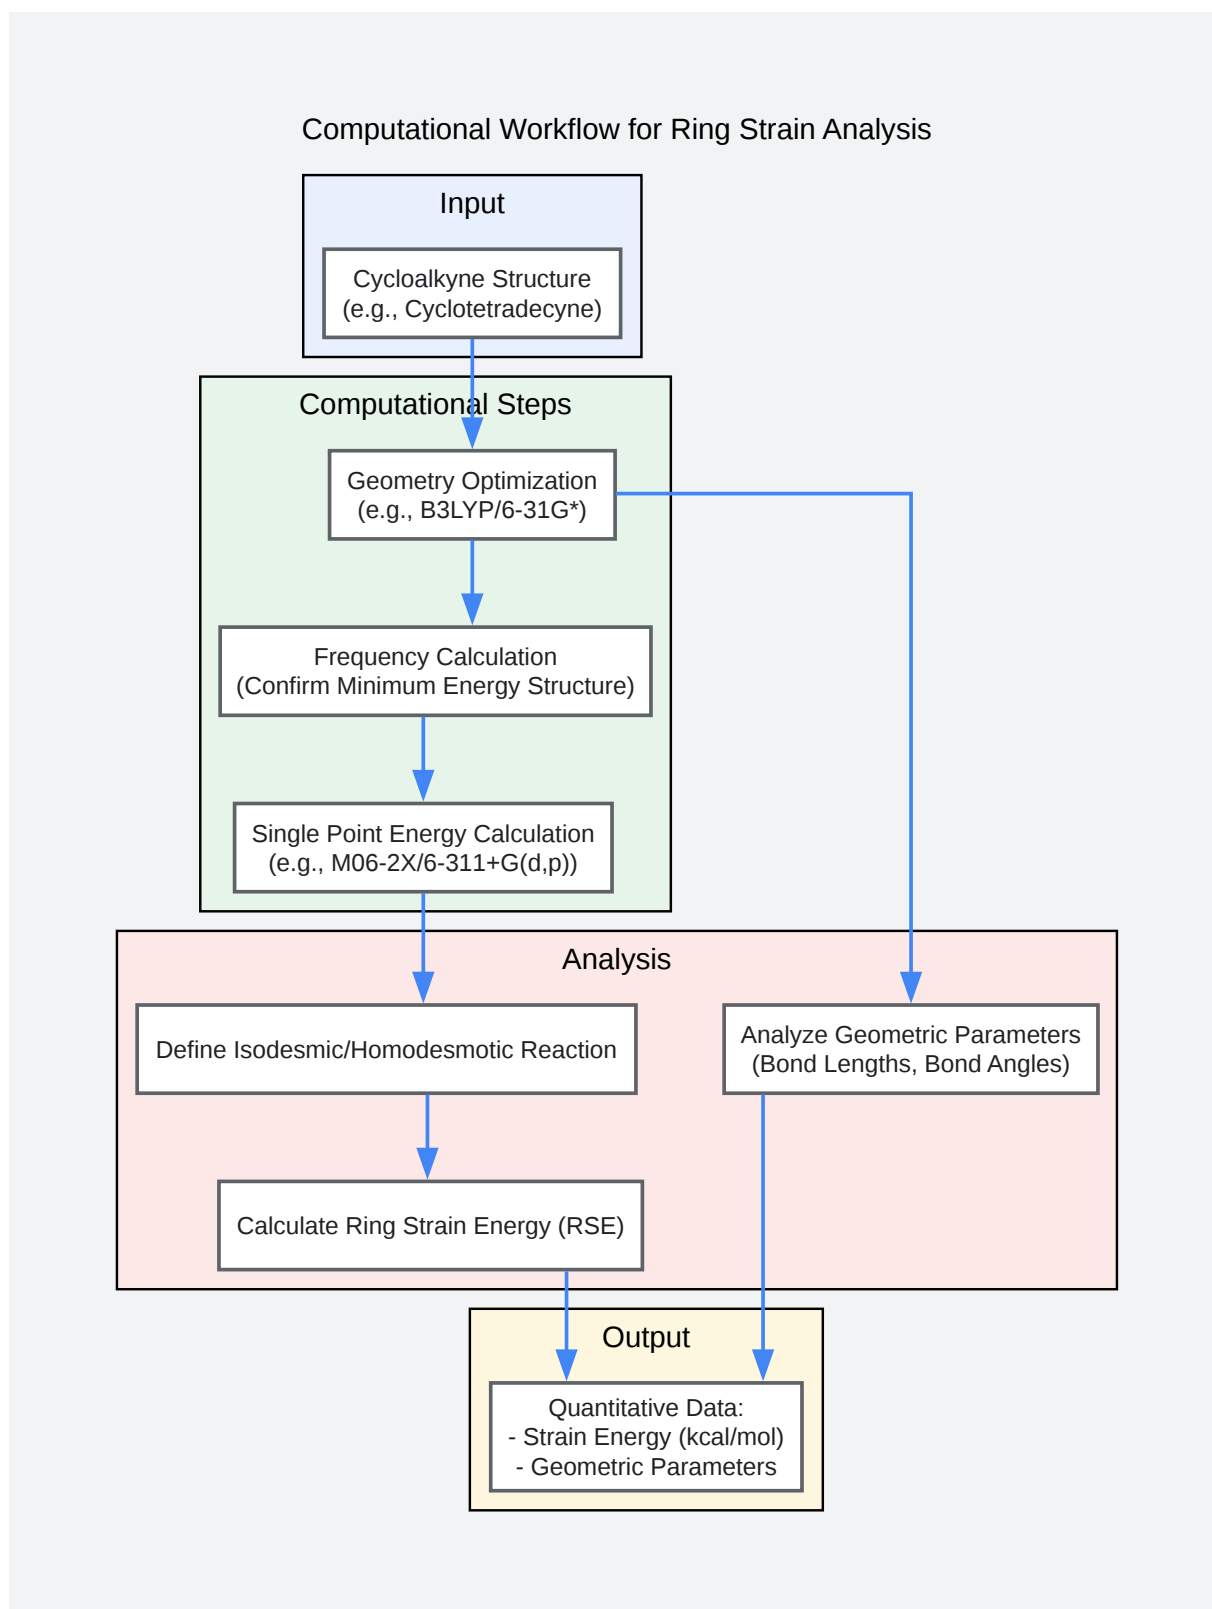 Computational Workflow for Ring Strain Analysis
Input
Cycloalkyne Structure
(e.g., Cyclotetradecyne)
Computational Steps
Geometry Optimization
(e.g., B3LYP/6-31G*)
Frequency Calculation
(Confirm Minimum Energy Structure)
Single Point Energy Calculation
(e.g., M06-2X/6-311+G(d,p))
Analysis
Define Isodesmic/Homodesmotic Reaction
Analyze Geometric Parameters
(Bond Lengths, Bond Angles)
Calculate Ring Strain Energy (RSE)
Output
Quantitative Data:
- Strain Energy (kcal/mol)
- Geometric Parameters